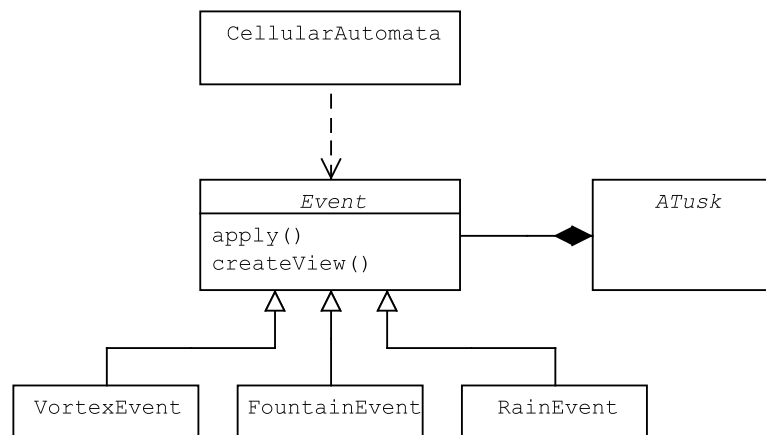 CellularAutomata
Event
ATusk
apply()
createView()
VortexEvent
FountainEvent
RainEvent